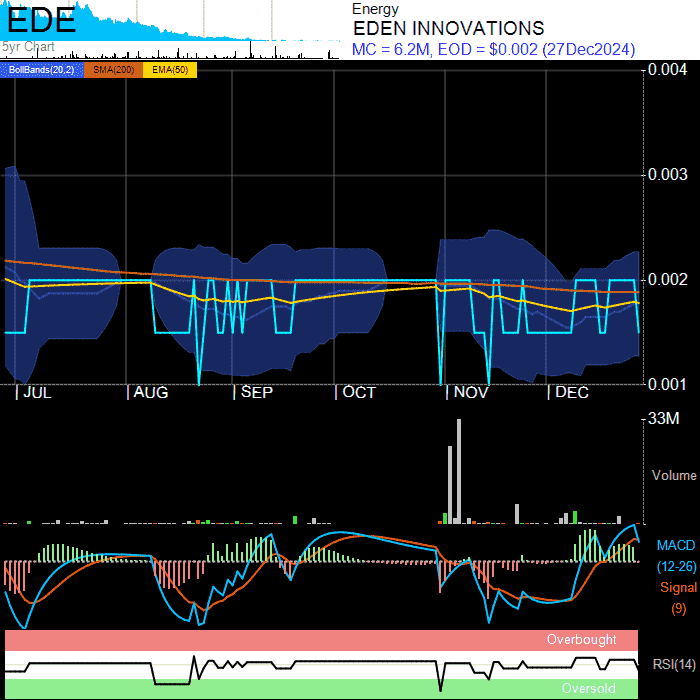 EDE
5yr Chart
Energy
EDEN INNOVATIONS
MC = 6.2M, EOD = $0.002 (27Dec2024)
BollBands(20,2) SMA(200) EMA(50)
0.004
0.003
0.002
0.001
JUL AUG SEP OCT NOV DEC
33M
Volume
MACD
(12-26)
Signal
(9)
Overbought
RSI(14)
Oversold